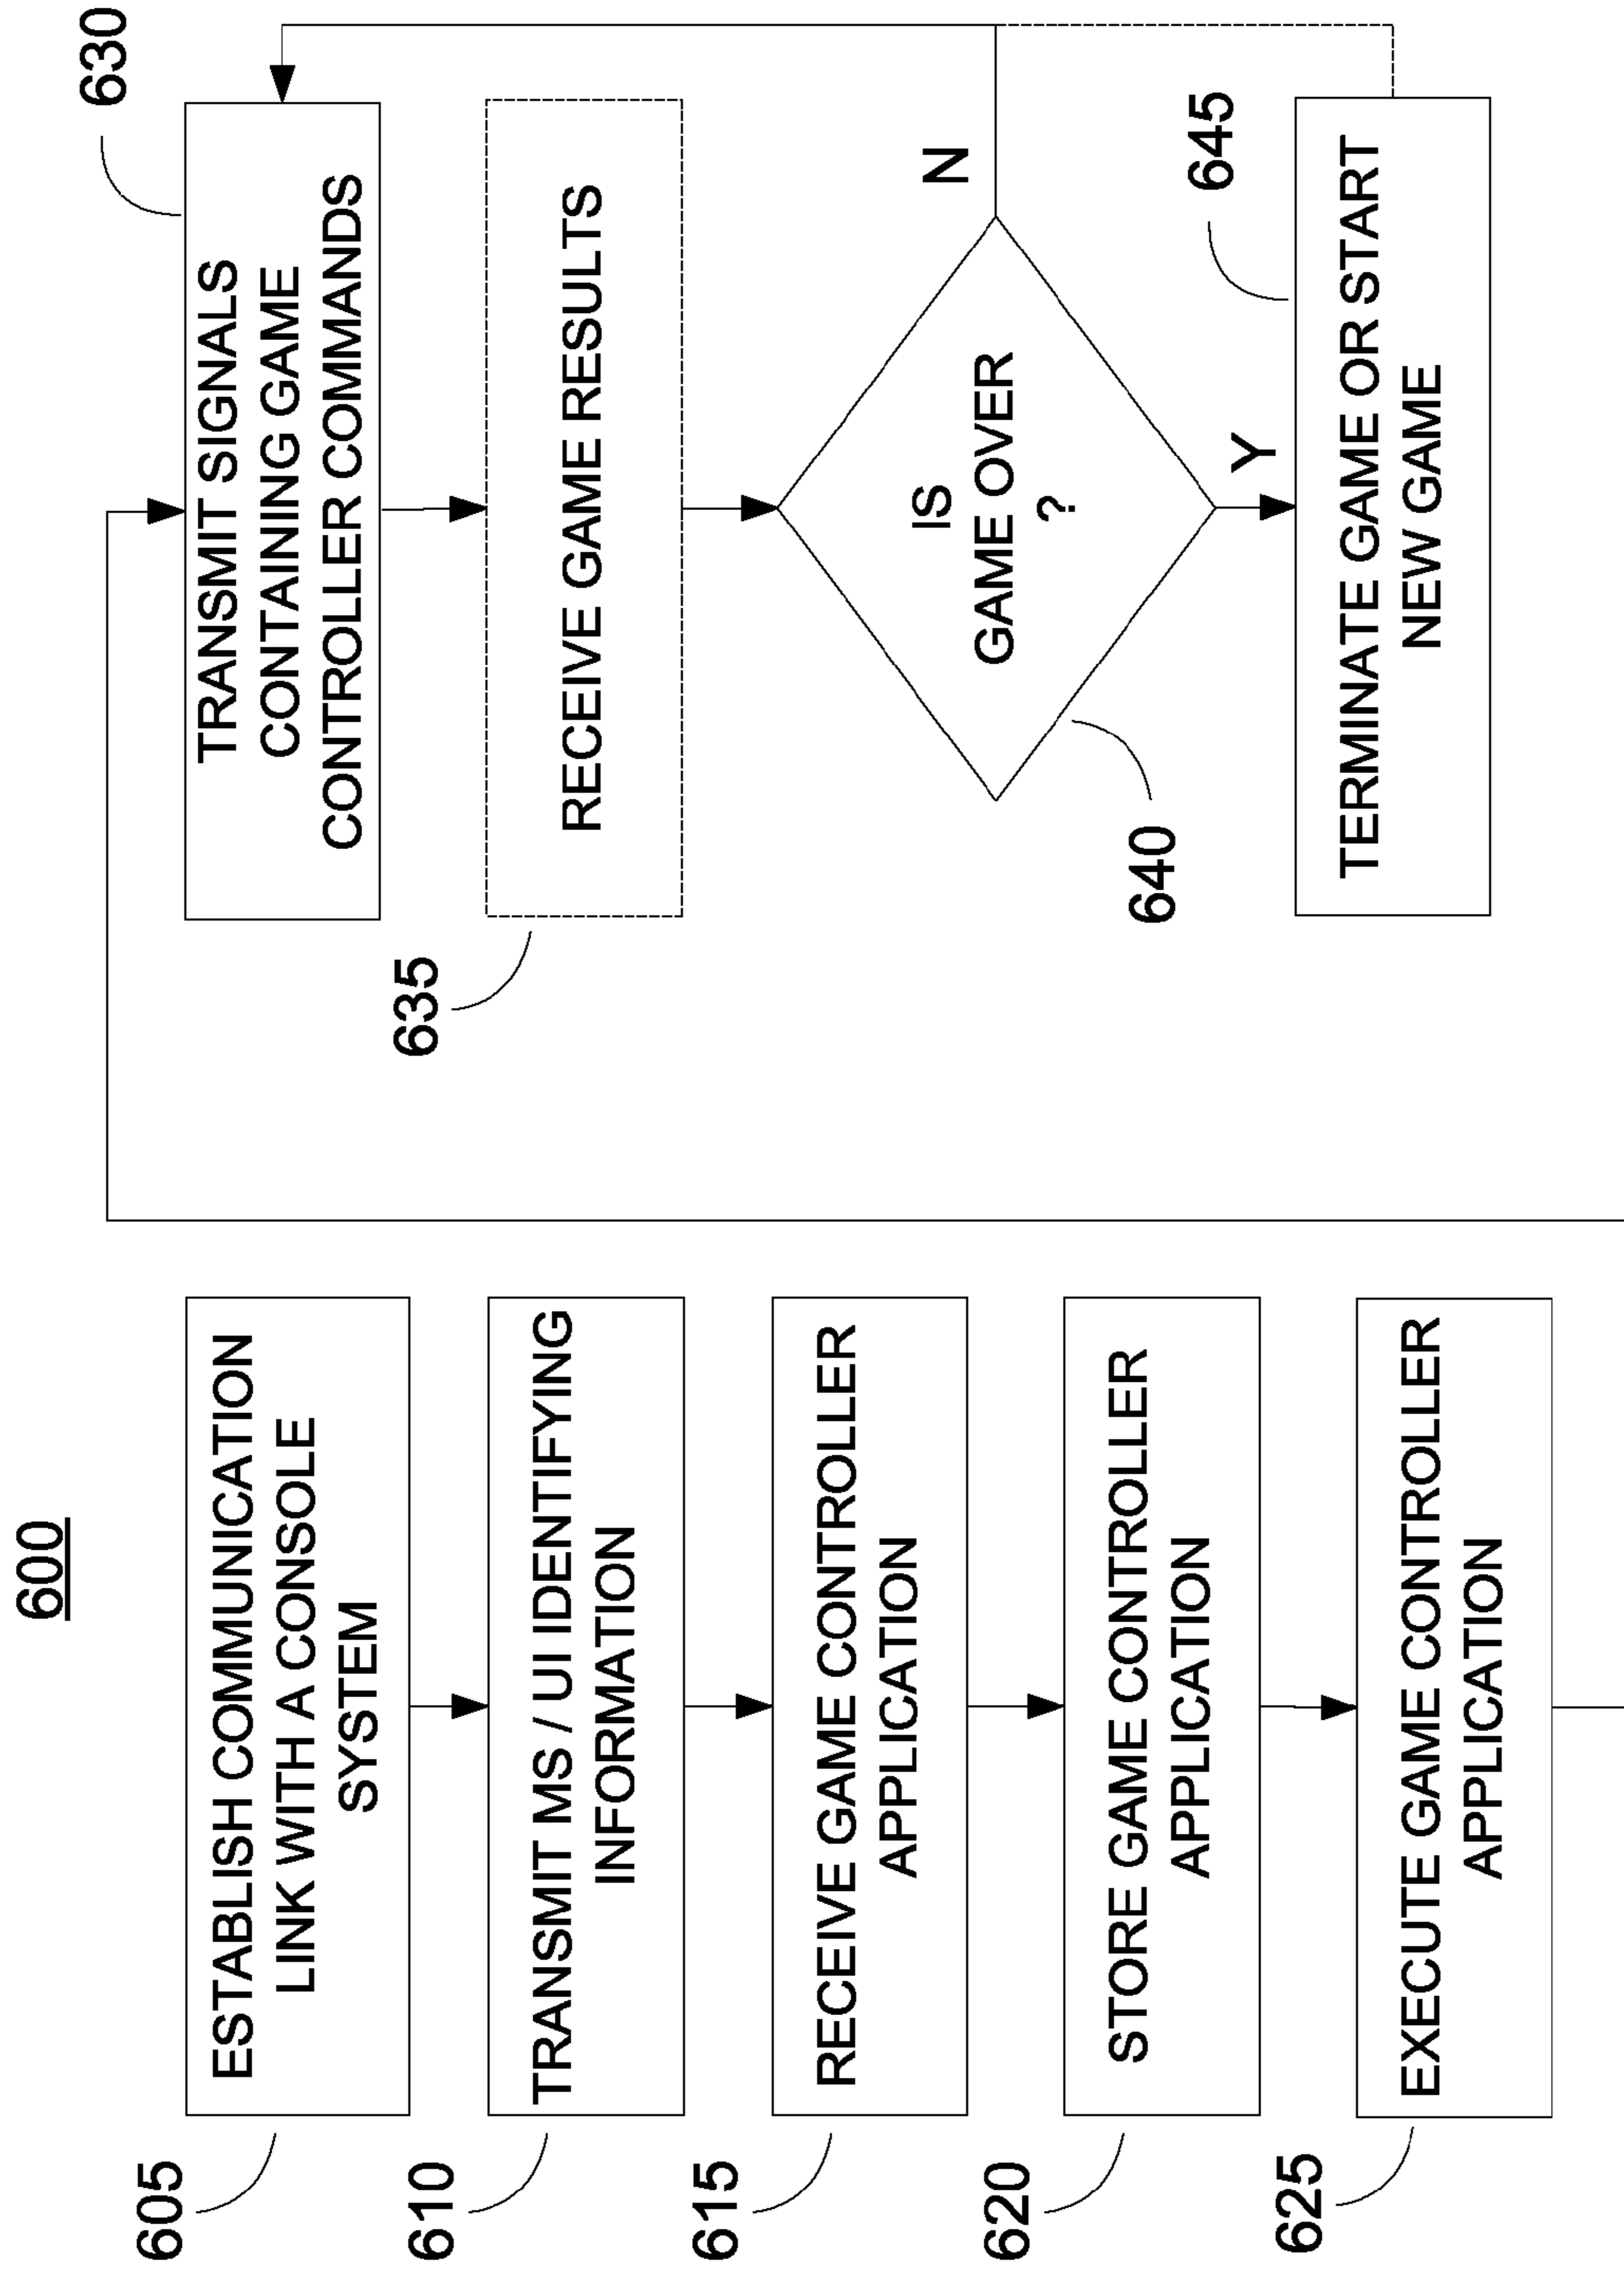 600
605
ESTABLISH COMMUNICATION
LINK WITH A CONSOLE
SYSTEM
610
TRANSMIT MS / UI IDENTIFYING
INFORMATION
615
RECEIVE GAME CONTROLLER
APPLICATION
620
STORE GAME CONTROLLER
APPLICATION
625
EXECUTE GAME CONTROLLER
APPLICATION
630
TRANSMIT SIGNALS
CONTAINING GAME
CONTROLLER COMMANDS
635
RECEIVE GAME RESULTS
640
IS
GAME OVER
?
N
Y
645
TERMINATE GAME OR START
NEW GAME